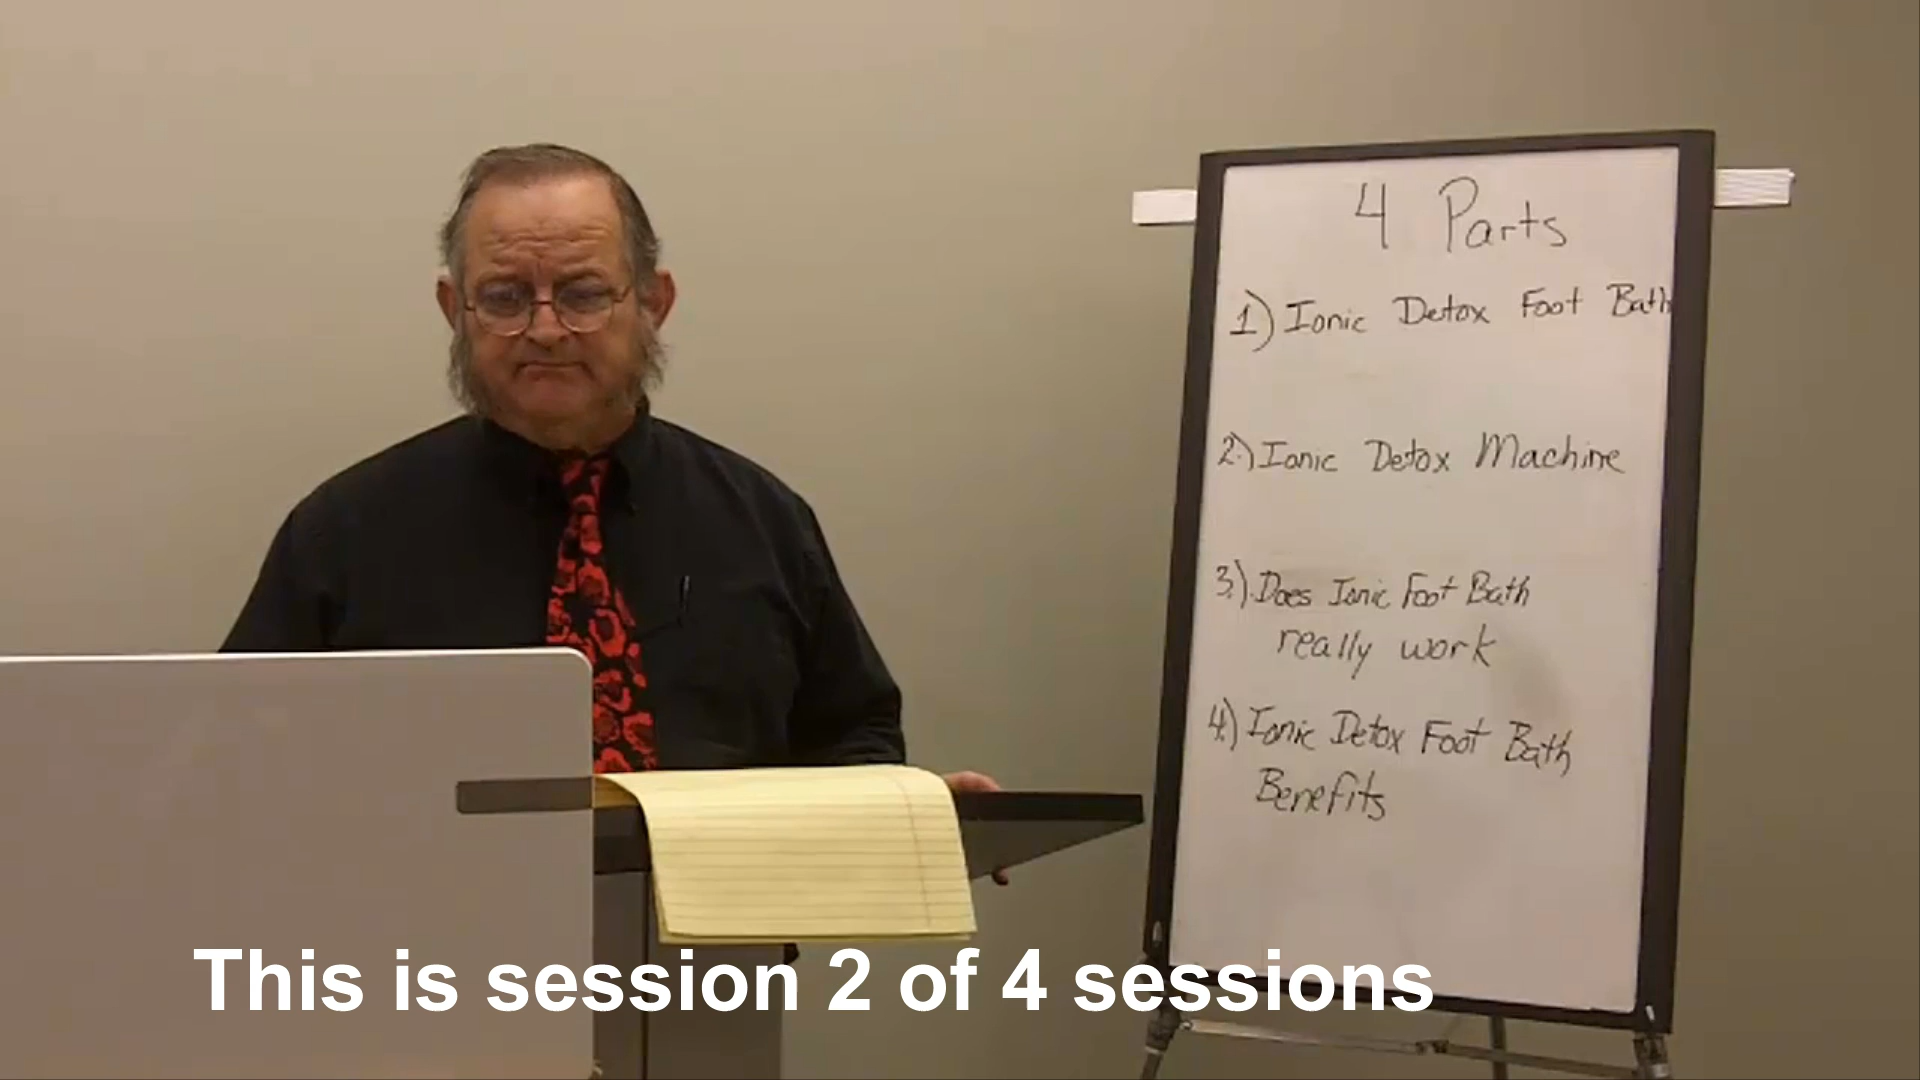 4 Parts
1) Ionic Detox Foot Bath
2.) Ionic Detox Machine
3.) Does Ionic Foot Bath
really work
4.) Ionic Detox Foot Bath
Benefits
This is session 2 of 4 sessions